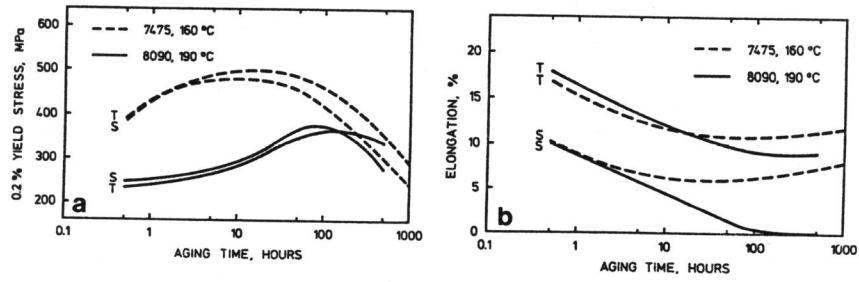 600
500
400
300
200
0.2 % YIELD STRESS, MPa
7475, 160 °C
8090, 190 °C
T
S
S
T
a
0.1
1
10
100
1000
AGING TIME, HOURS
20
15
10
5
0
ELONGATION, %
7475, 160 °C
8090, 190 °C
T
T
S
S
b
0.1
1
10
100
1000
AGING TIME, HOURS